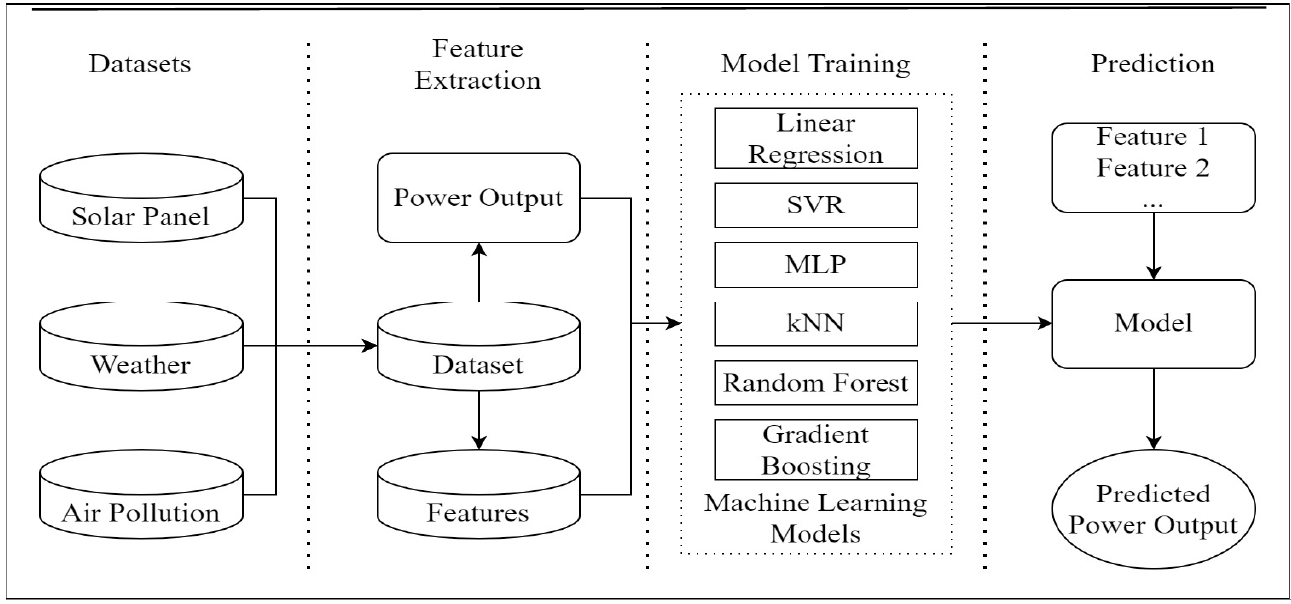 Datasets
Solar Panel
Weather
Air Pollution
Feature
Extraction
Power Output
Dataset
Features
Model Training
Linear
Regression
SVR
MLP
kNN
Random Forest
Gradient
Boosting
Machine Learning
Models
Prediction
Feature 1
Feature 2
...
Model
Predicted
Power Output